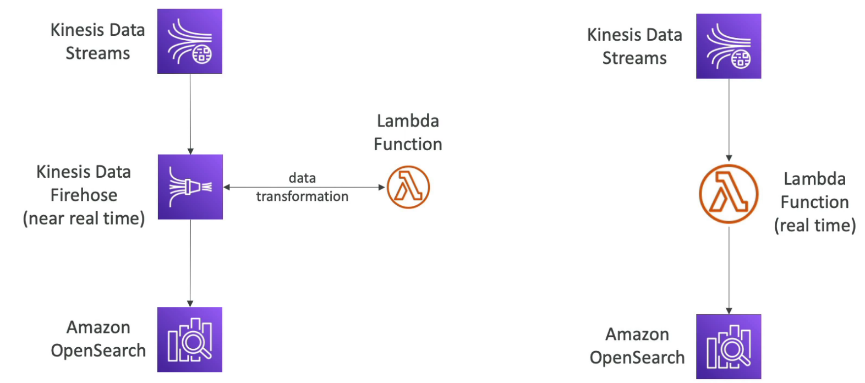 Kinesis Data
Streams
Lambda
Function
Kinesis Data
Firehose
(near real time)
data
transformation
Amazon
OpenSearch
Kinesis Data
Streams
Lambda
Function
(real time)
Amazon
OpenSearch